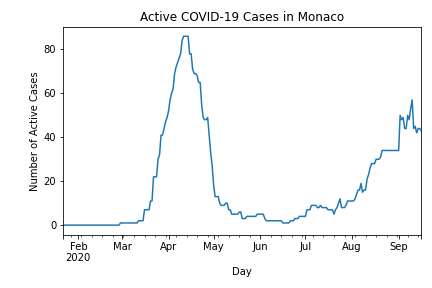 Active COVID-19 Cases in Monaco
Number of Active Cases
80
60
40
20
0
Feb Mar Apr May Jun Jul Aug Sep
2020
Day